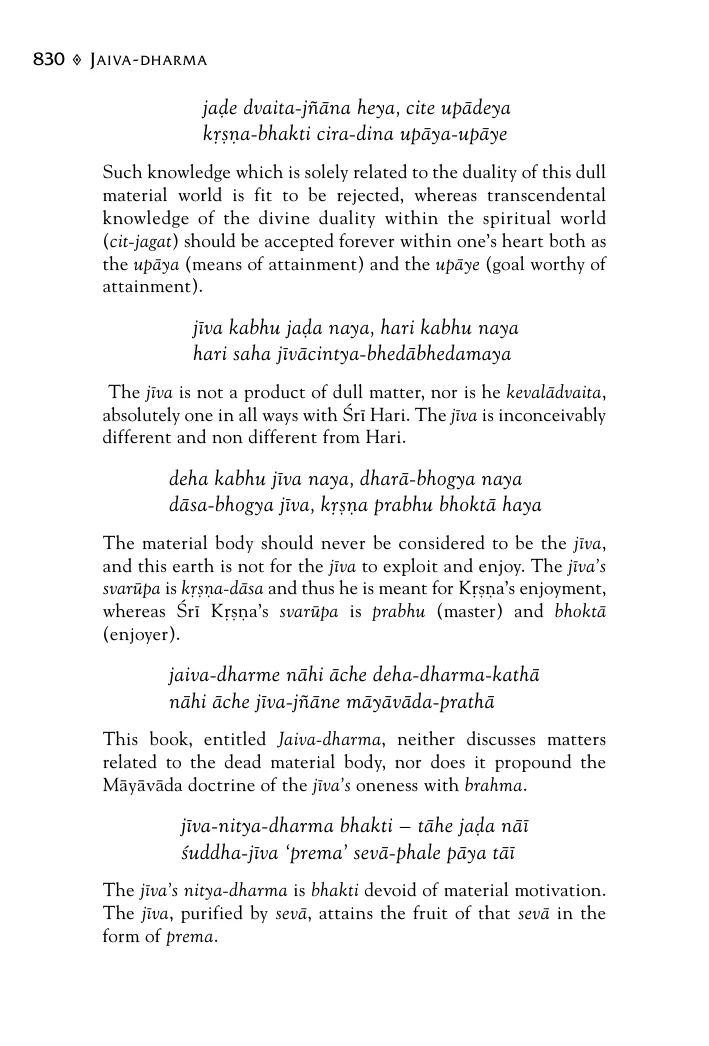 830 ◊ JAIVA-DHARMA
jaḍe dvaita-jñāna heya, cite upādeya
kṛṣṇa-bhakti cira-dina upāya-upāye
Such knowledge which is solely related to the duality of this dull
material world is fit to be rejected, whereas transcendental
knowledge of the divine duality within the spiritual world
(cit-jagat) should be accepted forever within one's heart both as
the upāya (means of attainment) and the upāye (goal worthy of
attainment).
jīva kabhu jaḍa naya, hari kabhu naya
hari saha jīvācintya-bhedābhedamaya
The jīva is not a product of dull matter, nor is he kevalādvaita,
absolutely one in all ways with Śrī Hari. The jīva is inconceivably
different and non different from Hari.
deha kabhu jīva naya, dharā-bhogya naya
dāsa-bhogya jīva, kṛṣṇa prabhu bhoktā haya
The material body should never be considered to be the jīva,
and this earth is not for the jīva to exploit and enjoy. The jīva's
svarūpa is kṛṣṇa-dāsa and thus he is meant for Kṛṣṇa's enjoyment,
whereas Śrī Kṛṣṇa's svarūpa is prabhu (master) and bhoktā
(enjoyer).
jaiva-dharme nāhi āche deha-dharma-kathā
nāhi āche jīva-jñāne māyāvāda-prathā
This book, entitled Jaiva-dharma, neither discusses matters
related to the dead material body, nor does it propound the
Māyāvāda doctrine of the jīva's oneness with brahma.
jīva-nitya-dharma bhakti – tāhe jaḍa nāī
śuddha-jīva ‘prema’ sevā-phale pāya tāī
The jīva's nitya-dharma is bhakti devoid of material motivation.
The jīva, purified by sevā, attains the fruit of that sevā in the
form of prema.